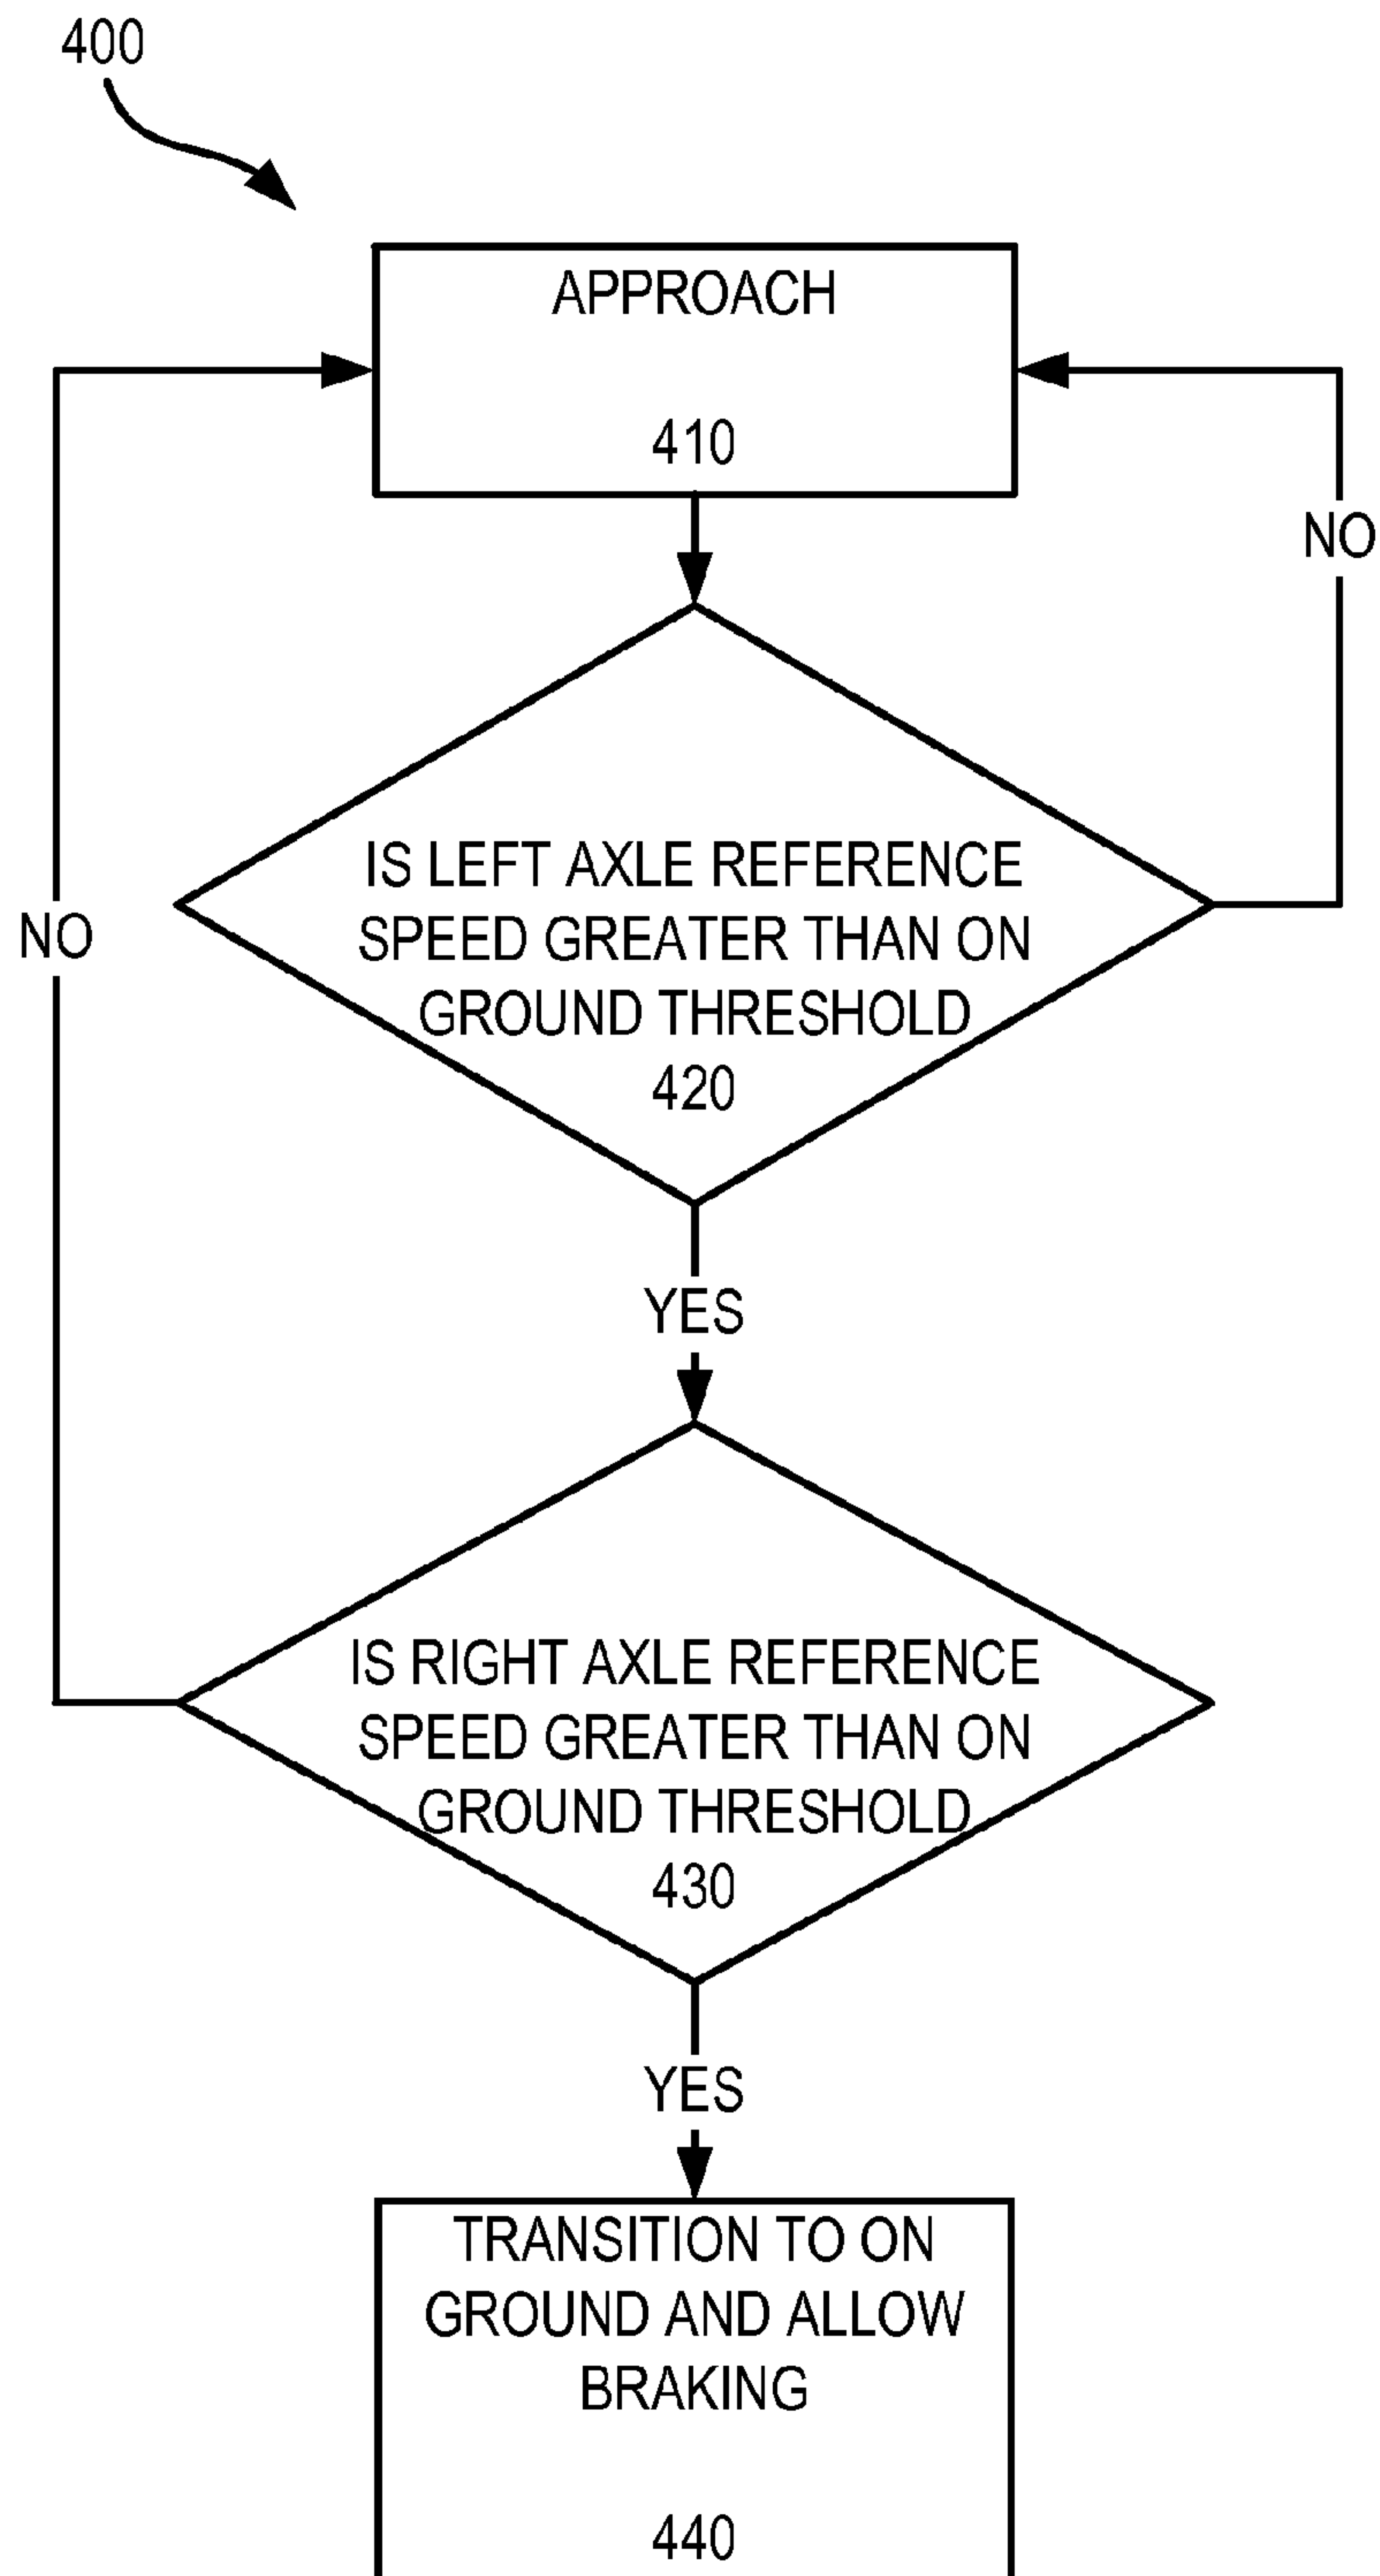 400
APPROACH
410
NO
IS LEFT AXLE REFERENCE
SPEED GREATER THAN ON
GROUND THRESHOLD
420
NO
YES
IS RIGHT AXLE REFERENCE
SPEED GREATER THAN ON
GROUND THRESHOLD
430
YES
TRANSITION TO ON
GROUND AND ALLOW
BRAKING
440